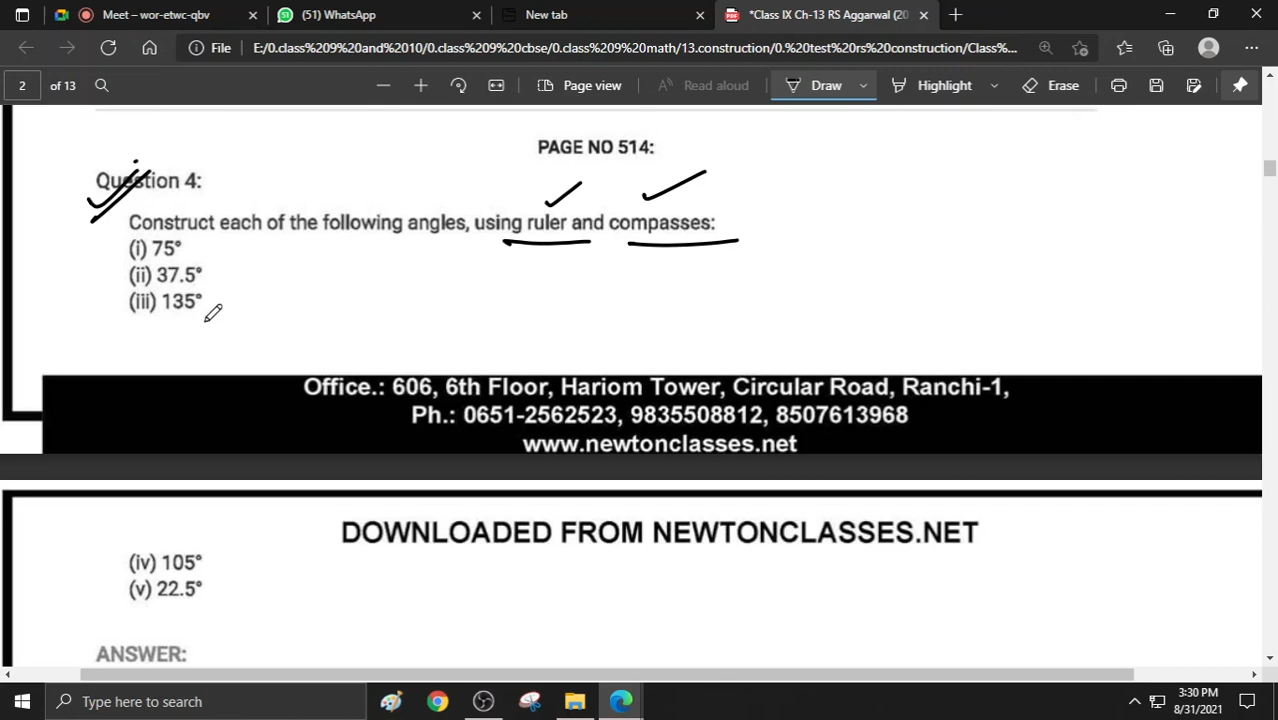 Meet – wor-etwc-qbv
(51) WhatsApp
New tab
*Class IX Ch-13 RS Aggarwal (20
File
E:/0.class%209%20and%2010/0.class%209%20cbse/0.class%209%20math/13.construction/0.%20test%20rs%20construction/Class%...
2 of 13
Page view
Read aloud
Draw
Highlight
Erase
PAGE NO 514:
Question 4:
Construct each of the following angles, using ruler and compasses:
(i) 75°
(ii) 37.5°
(iii) 135°
Office.: 606, 6th Floor, Hariom Tower, Circular Road, Ranchi-1,
Ph.: 0651-2562523, 9835508812, 8507613968
www.newtonclasses.net
DOWNLOADED FROM NEWTONCLASSES.NET
(iv) 105°
(v) 22.5°
ANSWER:
Type here to search
3:30 PM
8/31/2021